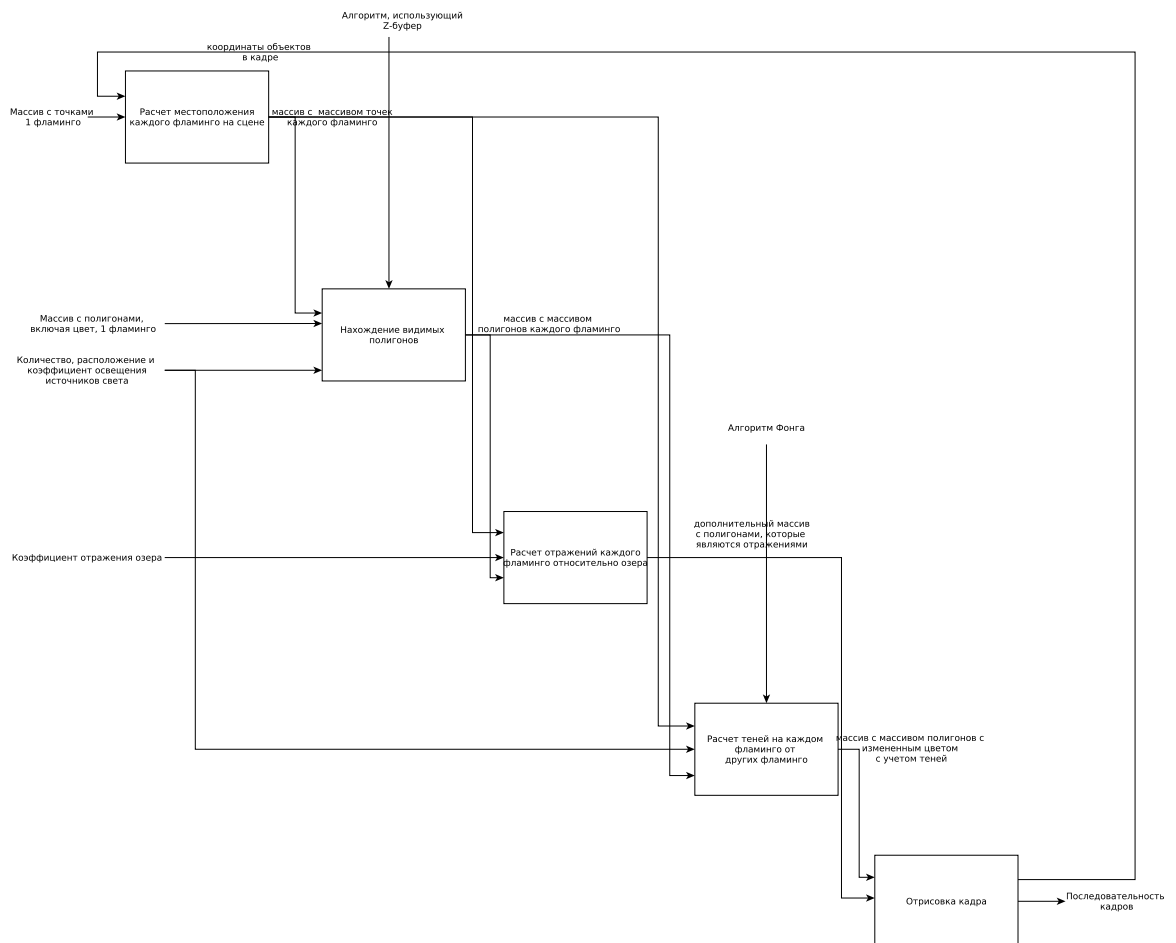 Алгоритм, использующий
Z-буфер
координаты объектов
в кадре
Массив с точками
1 фламинго
Расчет местоположения
каждого фламинго на сцене
массив с  массивом точек
каждого фламинго
Массив с полигонами,
включая цвет, 1 фламинго
Нахождение видимых
полигонов
массив с массивом
полигонов каждого фламинго
Количество, расположение и
коэффициент освещения
источников света
Алгоритм Фонга
дополнительный массив
с полигонами, которые
являются отражениями
Коэффициент отражения озера
Расчет отражений каждого
фламинго относительно озера
Расчет теней на каждом
фламинго от
других фламинго
массив с массивом полигонов с
измененным цветом
с учетом теней
Отрисовка кадра
Последовательность
кадров